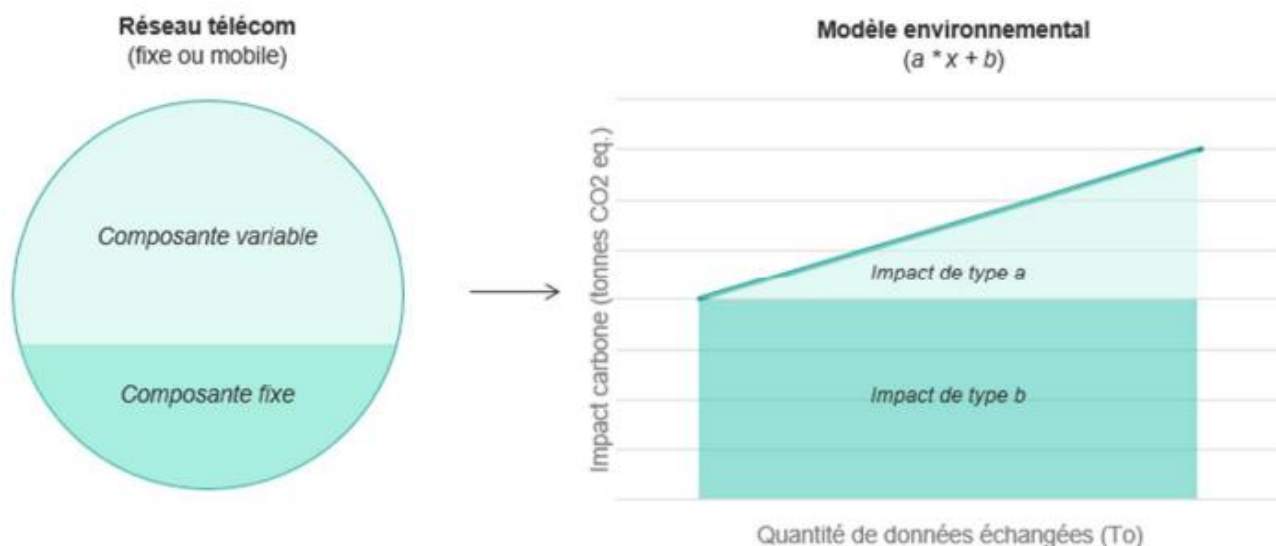 Réseau télécom
(fixe ou mobile)
Composante variable
Composante fixe
Modèle environnemental
(a * x + b)
Impact carbone (tonnes CO2 eq.)
Impact de type a
Impact de type b
Quantité de données échangées (To)